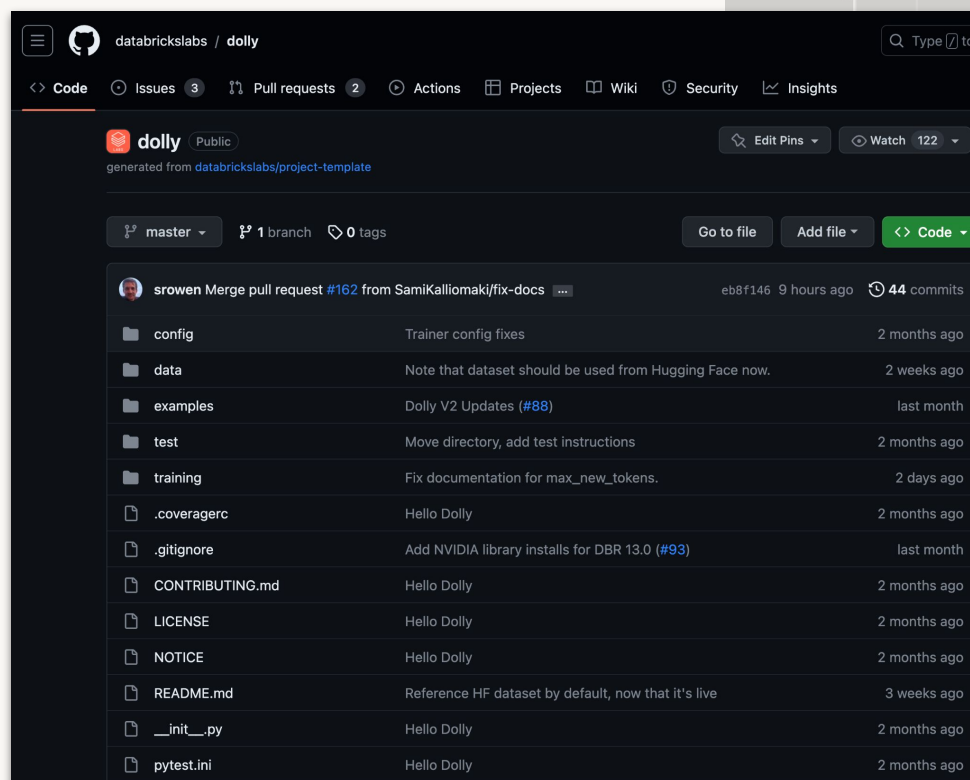 databrickslabs / dolly
Type / to
Code Issues 3 Pull requests 2 Actions Projects Wiki Security Insights
dolly Public Edit Pins Watch 122
generated from databrickslabs/project-template
master 1 branch 0 tags Go to file Add file Code
srowen Merge pull request #162 from SamiKalliomaki/fix-docs ... eb8f146 9 hours ago 44 commits
config Trainer config fixes 2 months ago
data Note that dataset should be used from Hugging Face now. 2 weeks ago
examples Dolly V2 Updates (#88) last month
test Move directory, add test instructions 2 months ago
training Fix documentation for max_new_tokens. 2 days ago
.coveragerc Hello Dolly 2 months ago
.gitignore Add NVIDIA library installs for DBR 13.0 (#93) last month
CONTRIBUTING.md Hello Dolly 2 months ago
LICENSE Hello Dolly 2 months ago
NOTICE Hello Dolly 2 months ago
README.md Reference HF dataset by default, now that it's live 3 weeks ago
__init__.py Hello Dolly 2 months ago
pytest.ini Hello Dolly 2 months ago